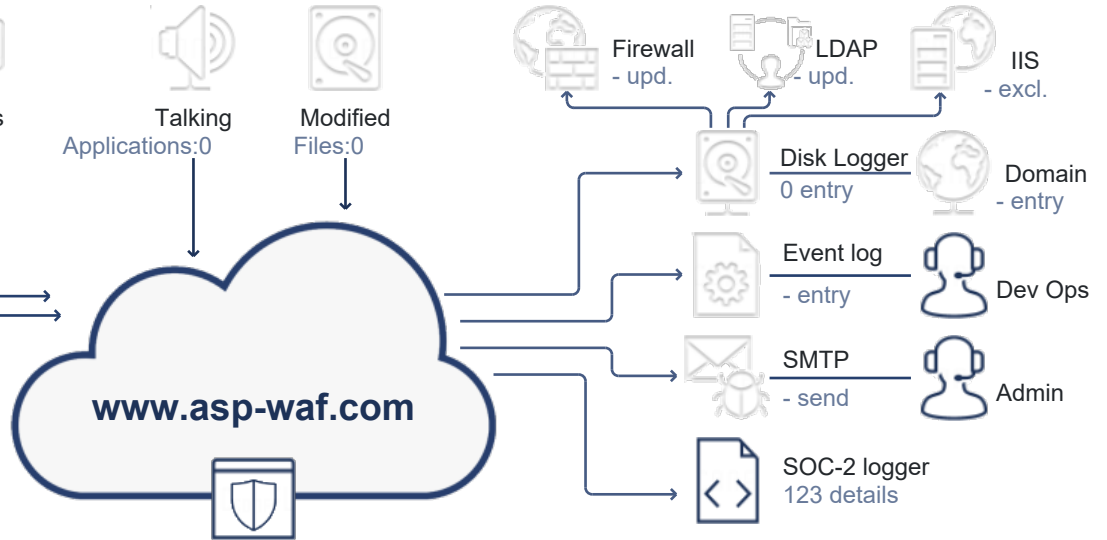 Firewall
- upd.
LDAP
- upd.
IIS
- excl.
s
Talking
Applications:0
Modified
Files:0
Disk Logger
0 entry
Domain
- entry
Event log
- entry
Dev Ops
SMTP
- send
Admin
www.asp-waf.com
SOC-2 logger
123 details